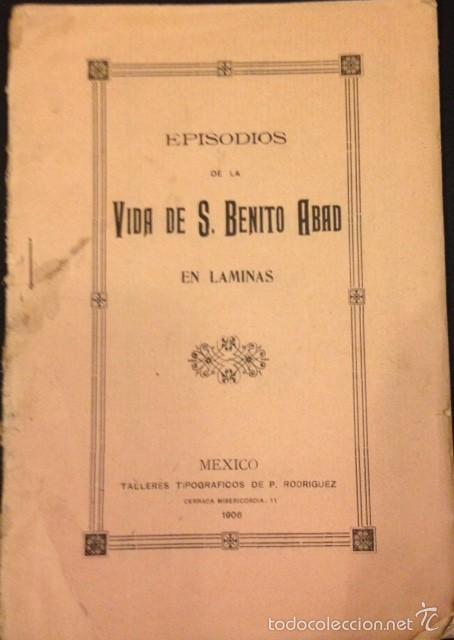 EPISODIOS
DE LA
VIDA DE S. BENITO ABAD
EN LAMINAS
MEXICO
TALLERES TIPOGRAFICOS DE P. RODRIGUEZ
CERRADA MISERICORDIA, 11
1906
todocoleccion.net TC